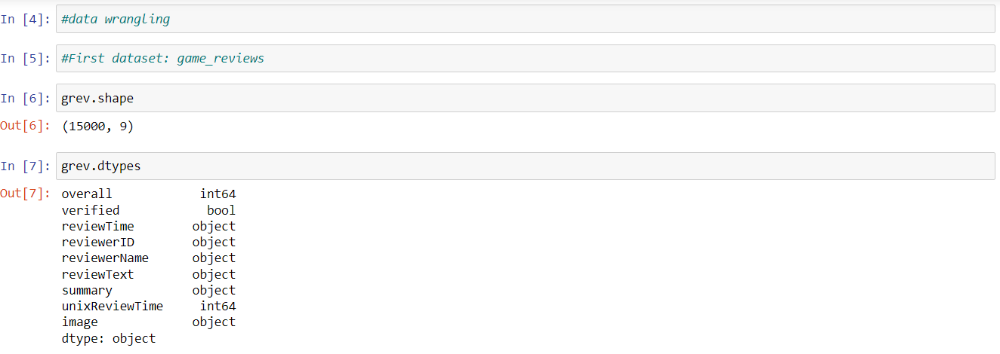 In [4]: #data wrangling
In [5]: #First dataset: game_reviews
In [6]: grev.shape
Out[6]: (15000, 9)
In [7]: grev.dtypes
Out[7]: overall int64
verified bool
reviewTime object
reviewerID object
reviewerName object
reviewText object
summary object
unixReviewTime int64
image object
dtype: object